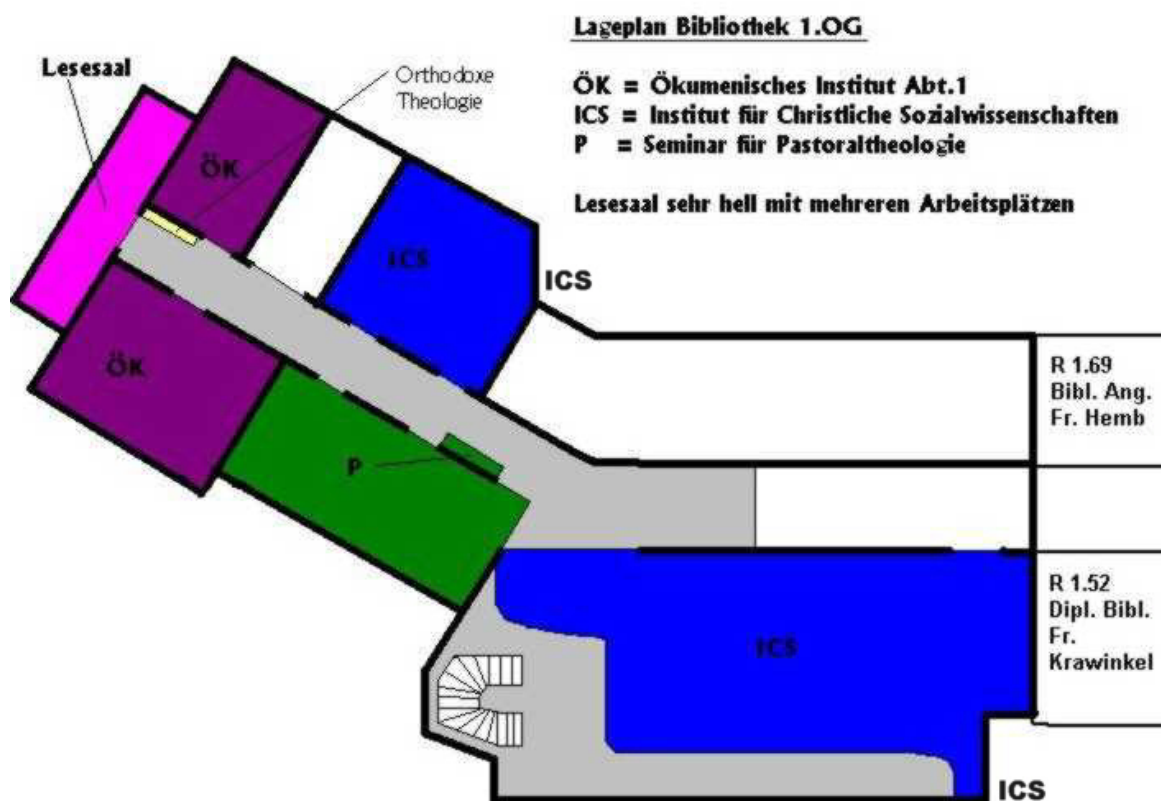 Lageplan Bibliothek 1.OG
ÖK = Ökumenisches Institut Abt.1
ICS = Institut für Christliche Sozialwissenschaften
P = Seminar für Pastoraltheologie
Lesesaal sehr hell mit mehreren Arbeitsplätzen
Lesesaal
Orthodoxe
Theologie
ÖK
ICS
ICS
ÖK
P
R 1.69
Bibl. Ang.
Fr. Hemb
ICS
R 1.52
Dipl. Bibl.
Fr.
Krawinkel
ICS